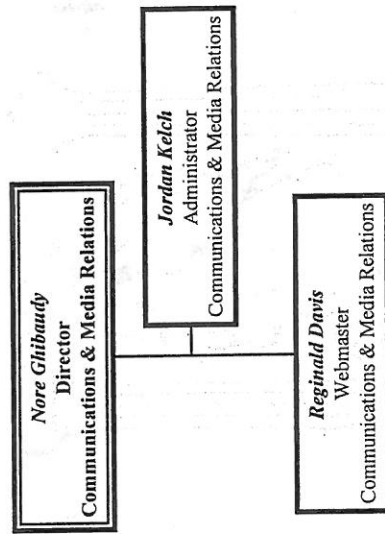 Nore Ghibaudy
Director
Communications & Media Relations
Jordan Kelch
Administrator
Communications & Media Relations
Reginald Davis
Webmaster
Communications & Media Relations